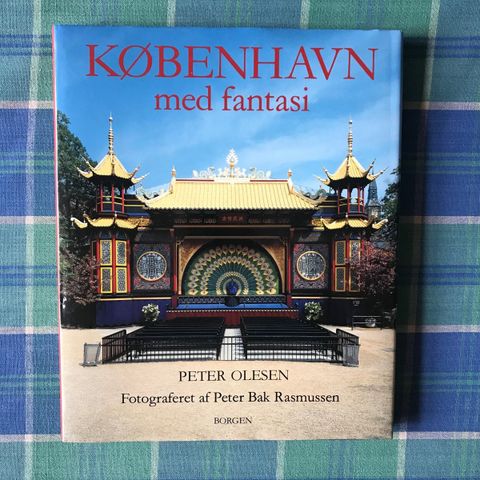 KØBENHAVN
med fantasi
PETER OLESEN
Fotograferet af Peter Bak Rasmussen
BORGEN